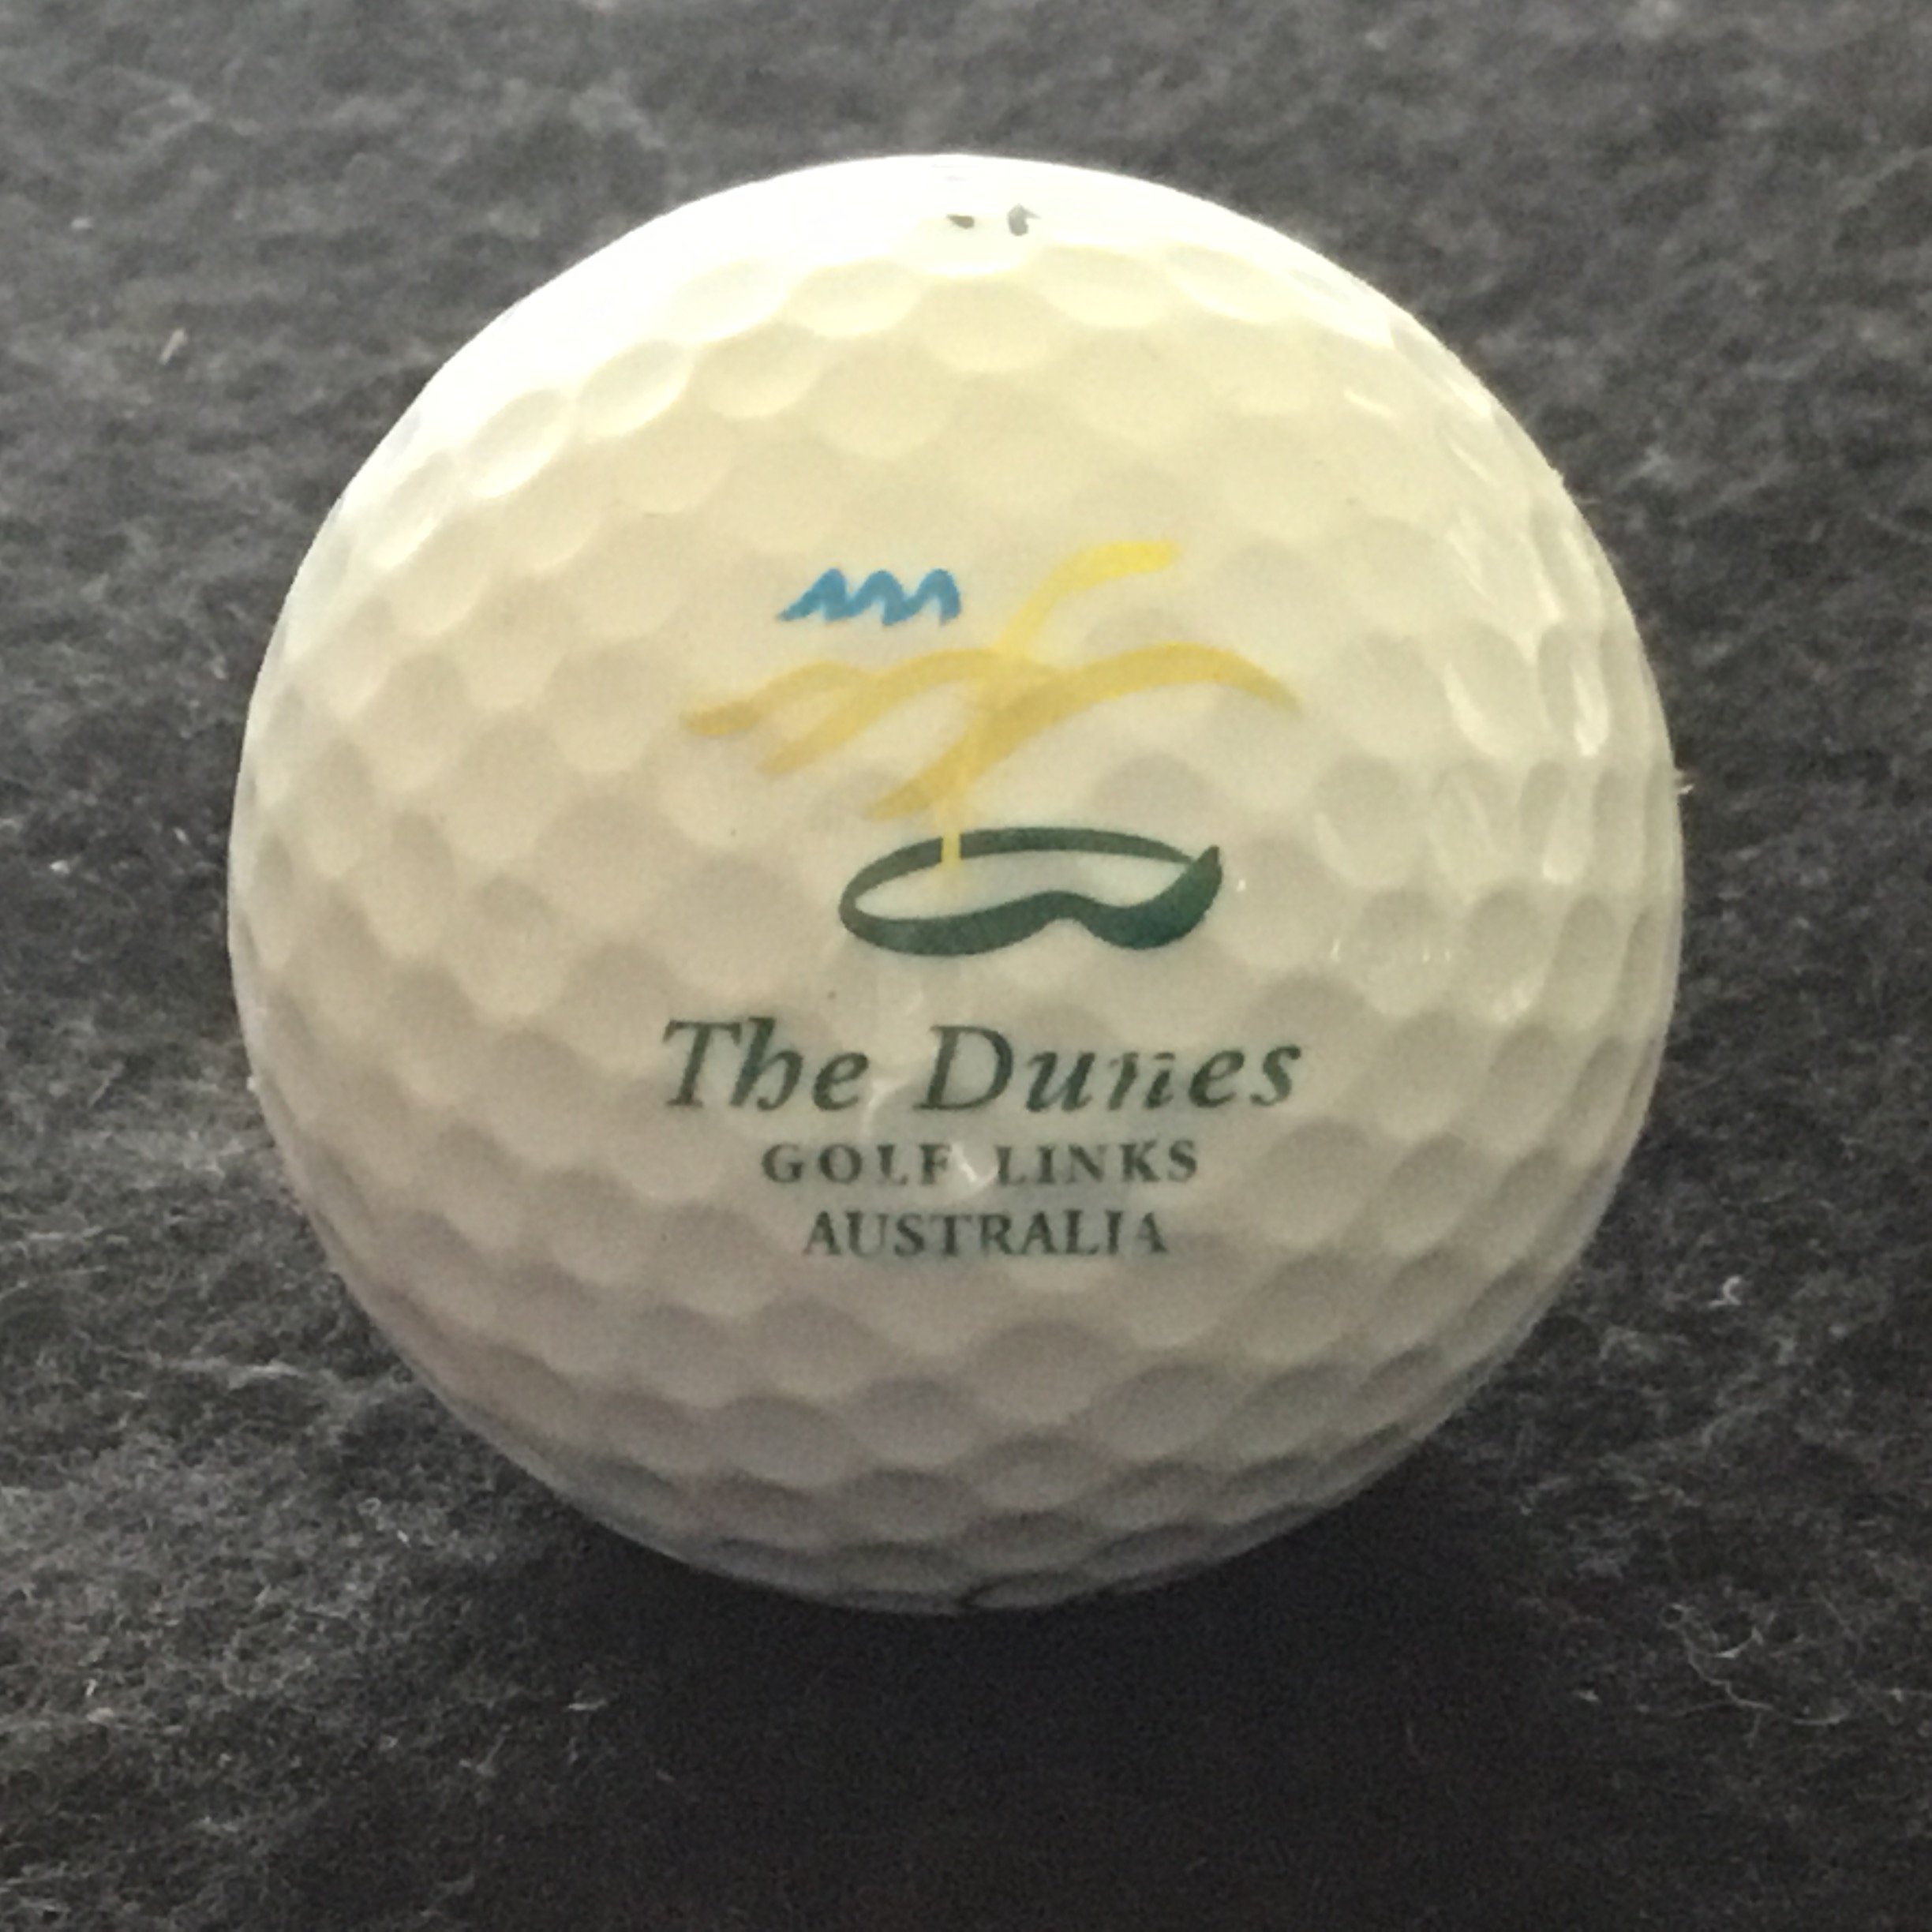 The Dunes
GOLF LINKS
AUSTRALIA